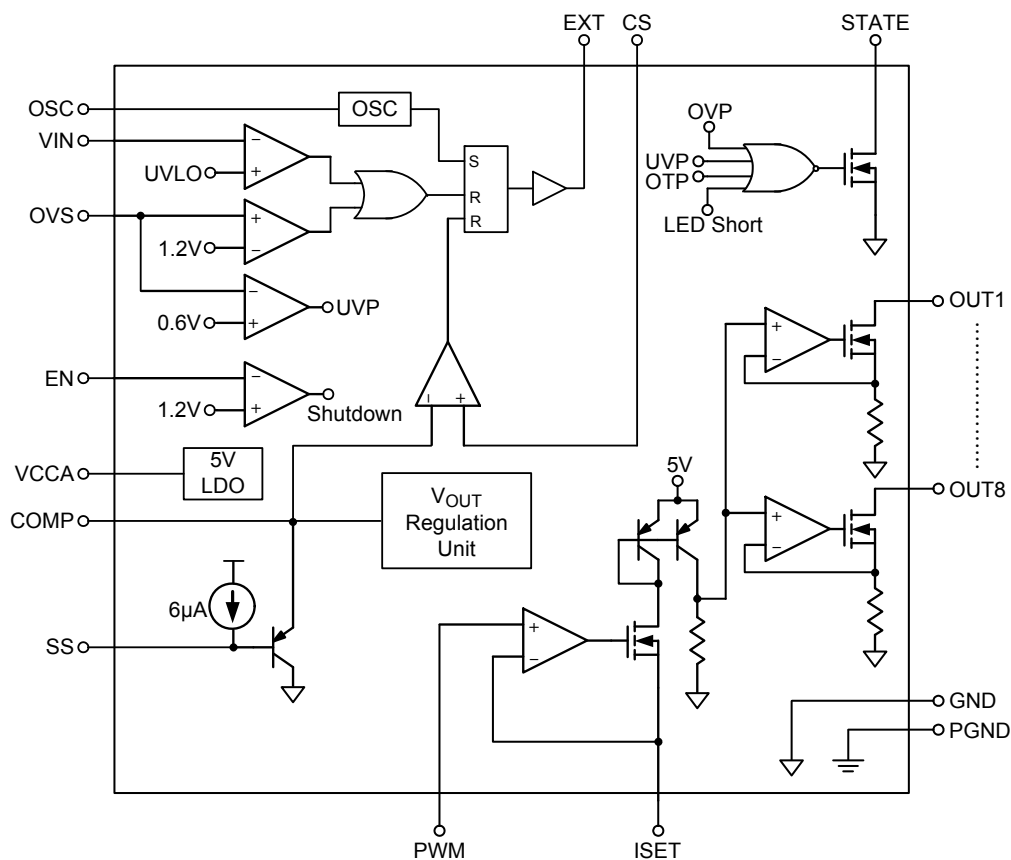 EXT CS STATE
OSC
OSC
VIN
UVLO
S
R
R
OVP
UVP
OTP
LED Short
OVS
1.2V
UVP
0.6V
EN
1.2V
Shutdown
OUT1
VCCA
5V
LDO
COMP
VOUT
Regulation
Unit
5V
OUT8
6µA
SS
GND
PGND
PWM ISET